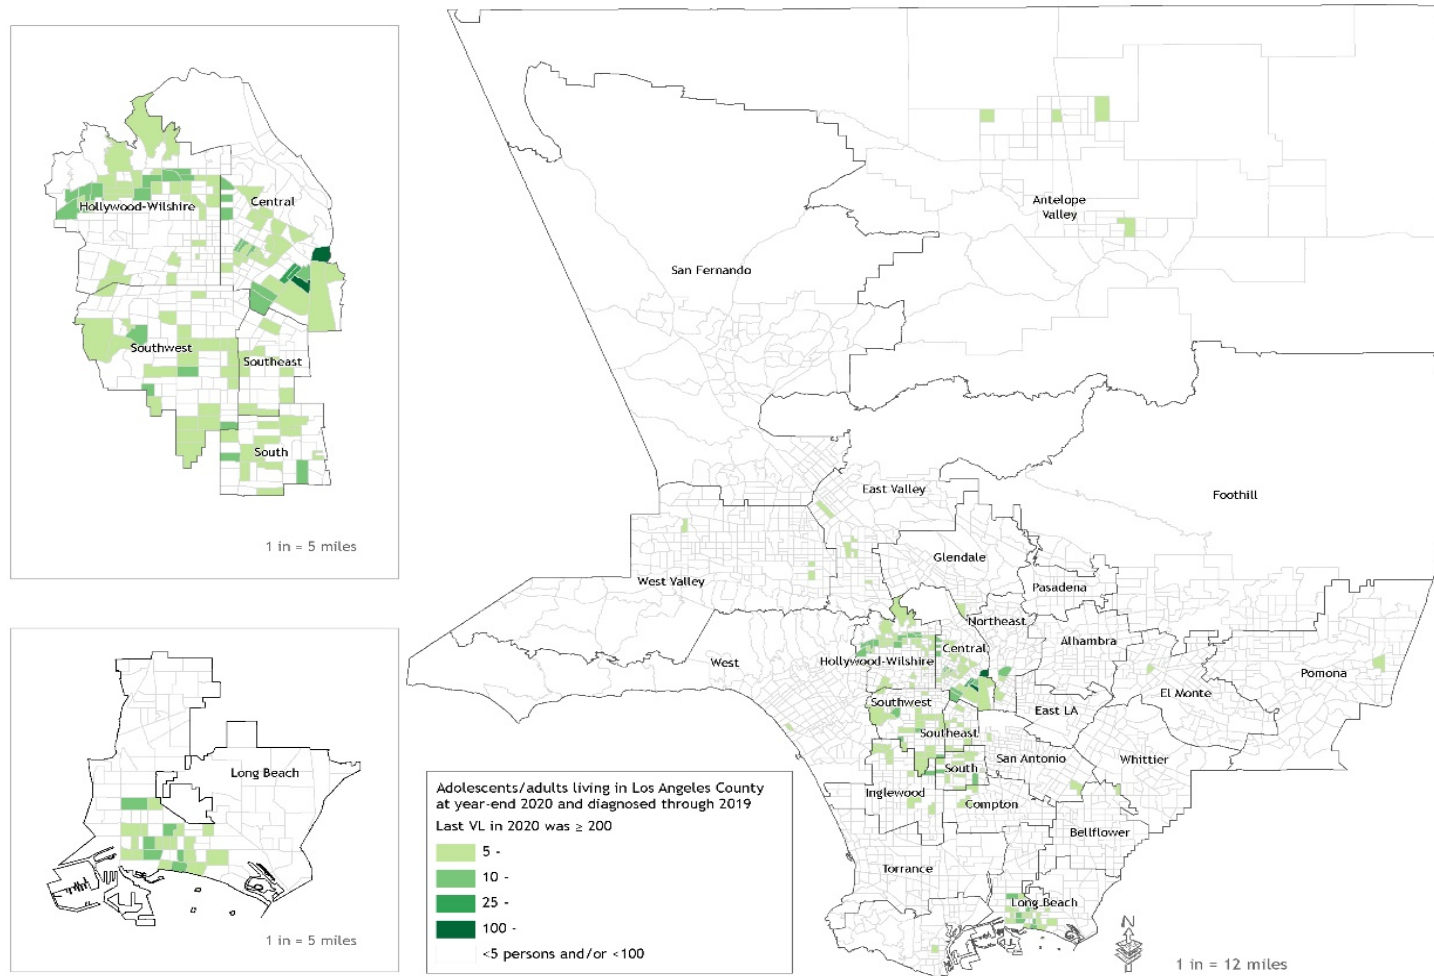 Hollywood-Wilshire
Central
Southwest
Southeast
South
1 in = 5 miles
Long Beach
1 in = 5 miles
Antelope
Valley
San Fernando
East Valley
Foothill
Glendale
West Valley
Pasadena
Northeast
Alhambra
Central
West
Hollywood-Wilshire
Pomona
El Monte
Southwest
East LA
Southeast
San Antonio
Whittier
South
Inglewood
Compton
Bellflower
Torrance
Long Beach
Adolescents/adults living in Los Angeles County
at year-end 2020 and diagnosed through 2019
Last VL in 2020 was ≥ 200
5 -
10 -
25 -
100 -
<5 persons and/or <100
N
1 in = 12 miles